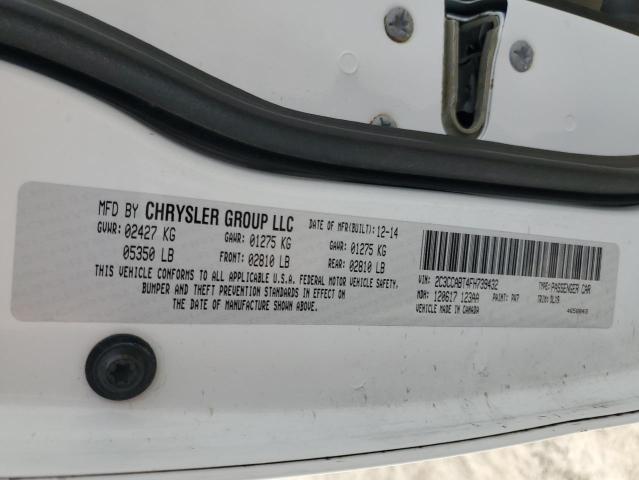 MFD BY CHRYSLER GROUP LLC DATE OF MFR(BUILT): 12-14
GVWR: 02427 KG GAWR: 01275 KG GAWR: 01275 KG
05350 LB FRONT: 02810 LB REAR: 02810 LB
THIS VEHICLE CONFORMS TO ALL APPLICABLE U.S.A. FEDERAL MOTOR VEHICLE SAFETY,
BUMPER AND THEFT PREVENTION STANDARDS IN EFFECT ON
THE DATE OF MANUFACTURE SHOWN ABOVE.
VIN: 2C3CCABT4FH739432 TYPE: PASSENGER CAR
MDH: 120617 123AA PAINT: PW7 TRIM: DLX9
VEHICLE MADE IN CANADA